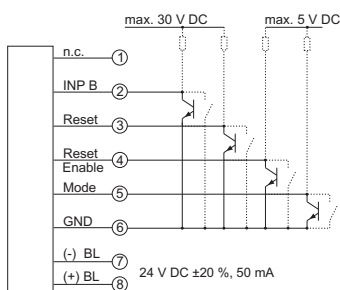 max. 30 V DC
max. 5 V DC
n.c. 1
INP B 2
Reset 3
Reset
Enable 4
Mode 5
GND 6
(-) BL 7
(+) BL 8
24 V DC ±20 %, 50 mA